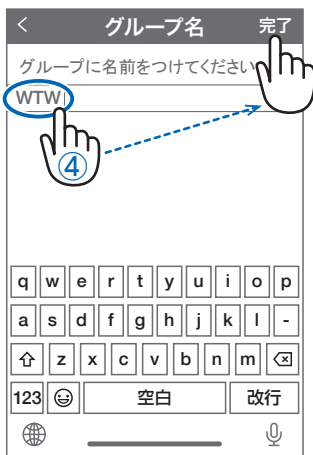 < グループ名 完了
グループに名前をつけてください
WTW
④
q w e r t y u i o p
a s d f g h j k l -
z x c v b n m
123 空白 改行